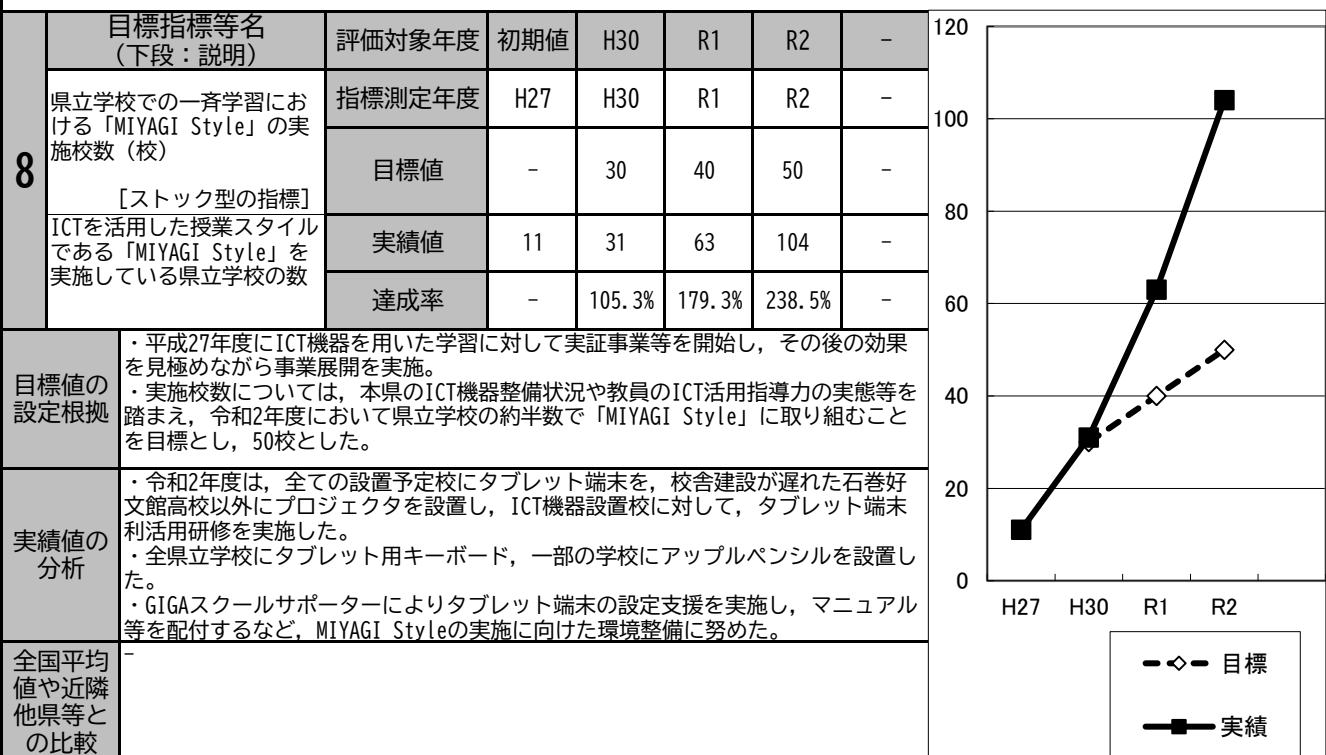 8
目標指標等名
（下段：説明）
評価対象年度 初期値 H30 R1 R2 -
県立学校での一斉学習にお
ける「MIYAGI Style」の実
施校数（校）
[ストック型の指標]
指標測定年度 H27 H30 R1 R2 -
目標値 - 30 40 50 -
ICTを活用した授業スタイル
である「MIYAGI Style」を
実施している県立学校の数
実績値 11 31 63 104 -
達成率 - 105.3% 179.3% 238.5% -
目標値の
設定根拠
・平成27年度にICT機器を用いた学習に対して実証事業等を開始し，その後の効果
を見極めながら事業展開を実施。
・実施校数については，本県のICT機器整備状況や教員のICT活用指導力の実態等を
踏まえ，令和2年度において県立学校の約半数で「MIYAGI Style」に取り組むこと
を目標とし，50校とした。
実績値の
分析
・令和2年度は，全ての設置予定校にタブレット端末を，校舎建設が遅れた石巻好
文館高校以外にプロジェクタを設置し，ICT機器設置校に対して，タブレット端末
利活用研修を実施した。
・全県立学校にタブレット用キーボード，一部の学校にアップルペンシルを設置し
た。
・GIGAスクールサポーターによりタブレット端末の設定支援を実施し，マニュアル
等を配付するなど，MIYAGI Styleの実施に向けた環境整備に努めた。
全国平均
値や近隣
他県等と
の比較
-
120
100
80
60
40
20
0
H27 H30 R1 R2
目標
実績